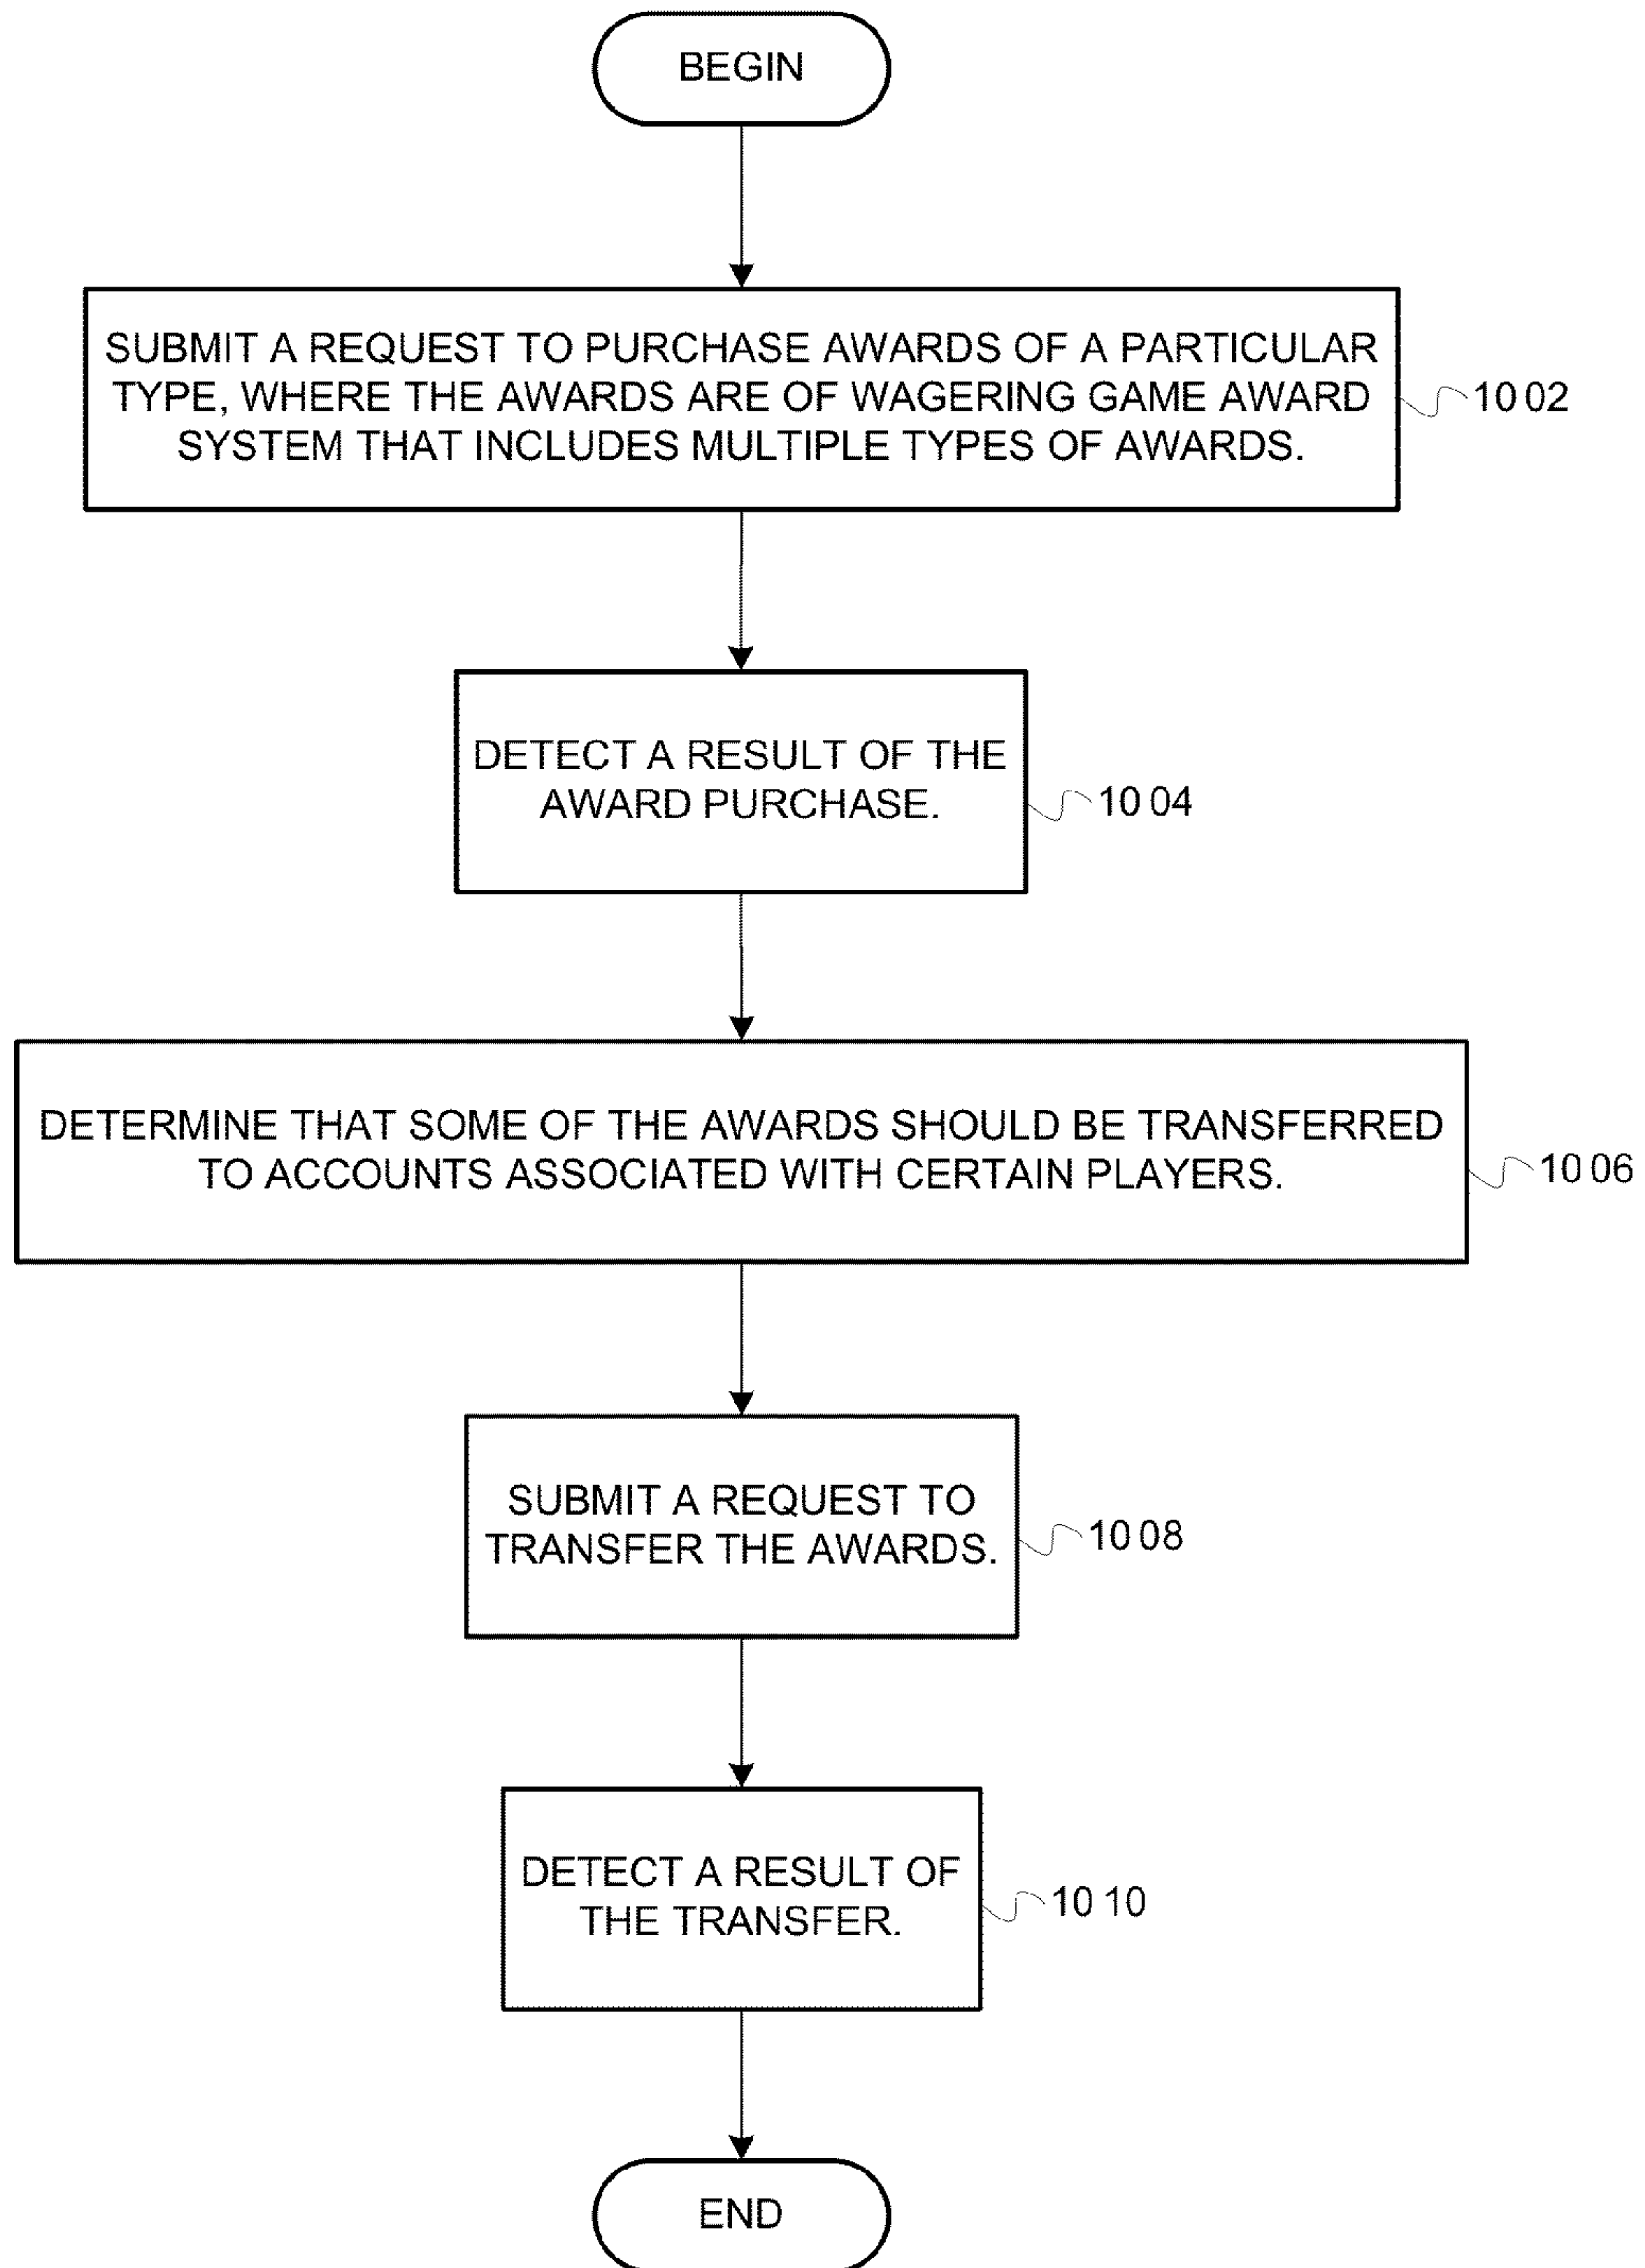 BEGIN
SUBMIT A REQUEST TO PURCHASE AWARDS OF A PARTICULAR
TYPE, WHERE THE AWARDS ARE OF WAGERING GAME AWARD
SYSTEM THAT INCLUDES MULTIPLE TYPES OF AWARDS.
1002
DETECT A RESULT OF THE
AWARD PURCHASE.
1004
DETERMINE THAT SOME OF THE AWARDS SHOULD BE TRANSFERRED
TO ACCOUNTS ASSOCIATED WITH CERTAIN PLAYERS.
1006
SUBMIT A REQUEST TO
TRANSFER THE AWARDS.
1008
DETECT A RESULT OF
THE TRANSFER.
1010
END